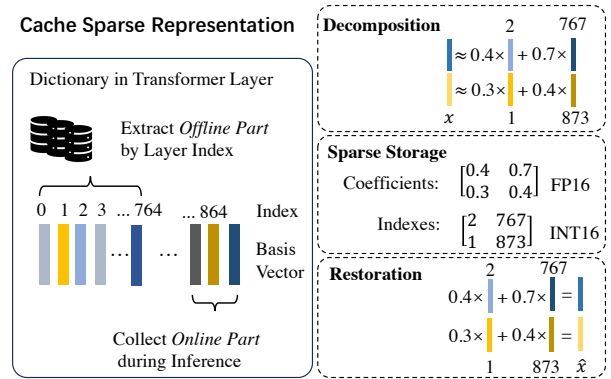 Cache Sparse Representation
Dictionary in Transformer Layer
Extract Offline Part
by Layer Index
0 1 2 3 ... 764 ... 864 Index
... ... Basis
Vector
Collect Online Part
during Inference
Decomposition
2 767
≈ 0.4× + 0.7×
≈ 0.3× + 0.4×
x 1 873
Sparse Storage
Coefficients: [0.4 0.7
0.3 0.4] FP16
Indexes: [2 767
1 873] INT16
Restoration
2 767
0.4× + 0.7× =
0.3× + 0.4× =
1 873 x̂